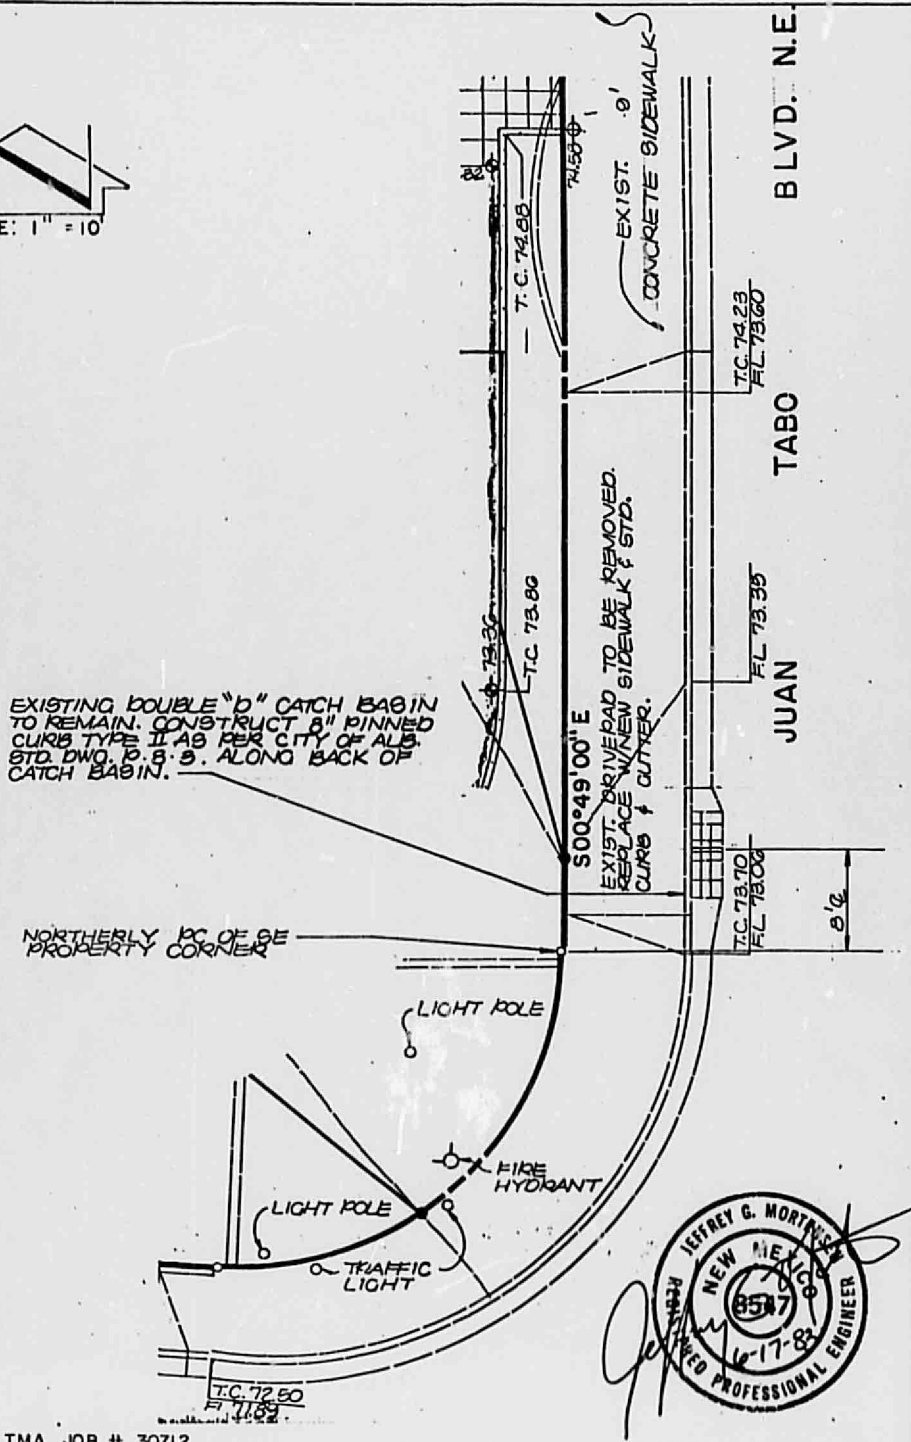 E: 1" = 10'
82
T.C. 74.88
74.58
EXIST. 9'
CONCRETE SIDEWALK
BLVD. N.E.
T.C. 74.23
F.L. 73.60
TABO
73.36
T.C. 73.86
EXIST. DRIVEPAD TO BE REMOVED.
REPLACE W/NEW SIDEWALK & STD.
CURB & GUTTER.
F.L. 73.35
JUAN
EXISTING DOUBLE "D" CATCH BASIN
TO REMAIN. CONSTRUCT 8" PINNED
CURB TYPE II AS PER CITY OF ALB.
STD. DWG. P.8-3. ALONG BACK OF
CATCH BASIN.
S00°49'00"E
T.C. 73.70
F.L. 73.06
NORTHERLY PC OF SE
PROPERTY CORNER
LIGHT POLE
FIRE
HYDRANT
LIGHT POLE
TRAFFIC
LIGHT
T.C. 72.50
FL 71.89
JEFFREY G. MORTENSEN
NEW MEXICO
8547
6-17-83
REGISTERED PROFESSIONAL ENGINEER
TMA JOB # 30712